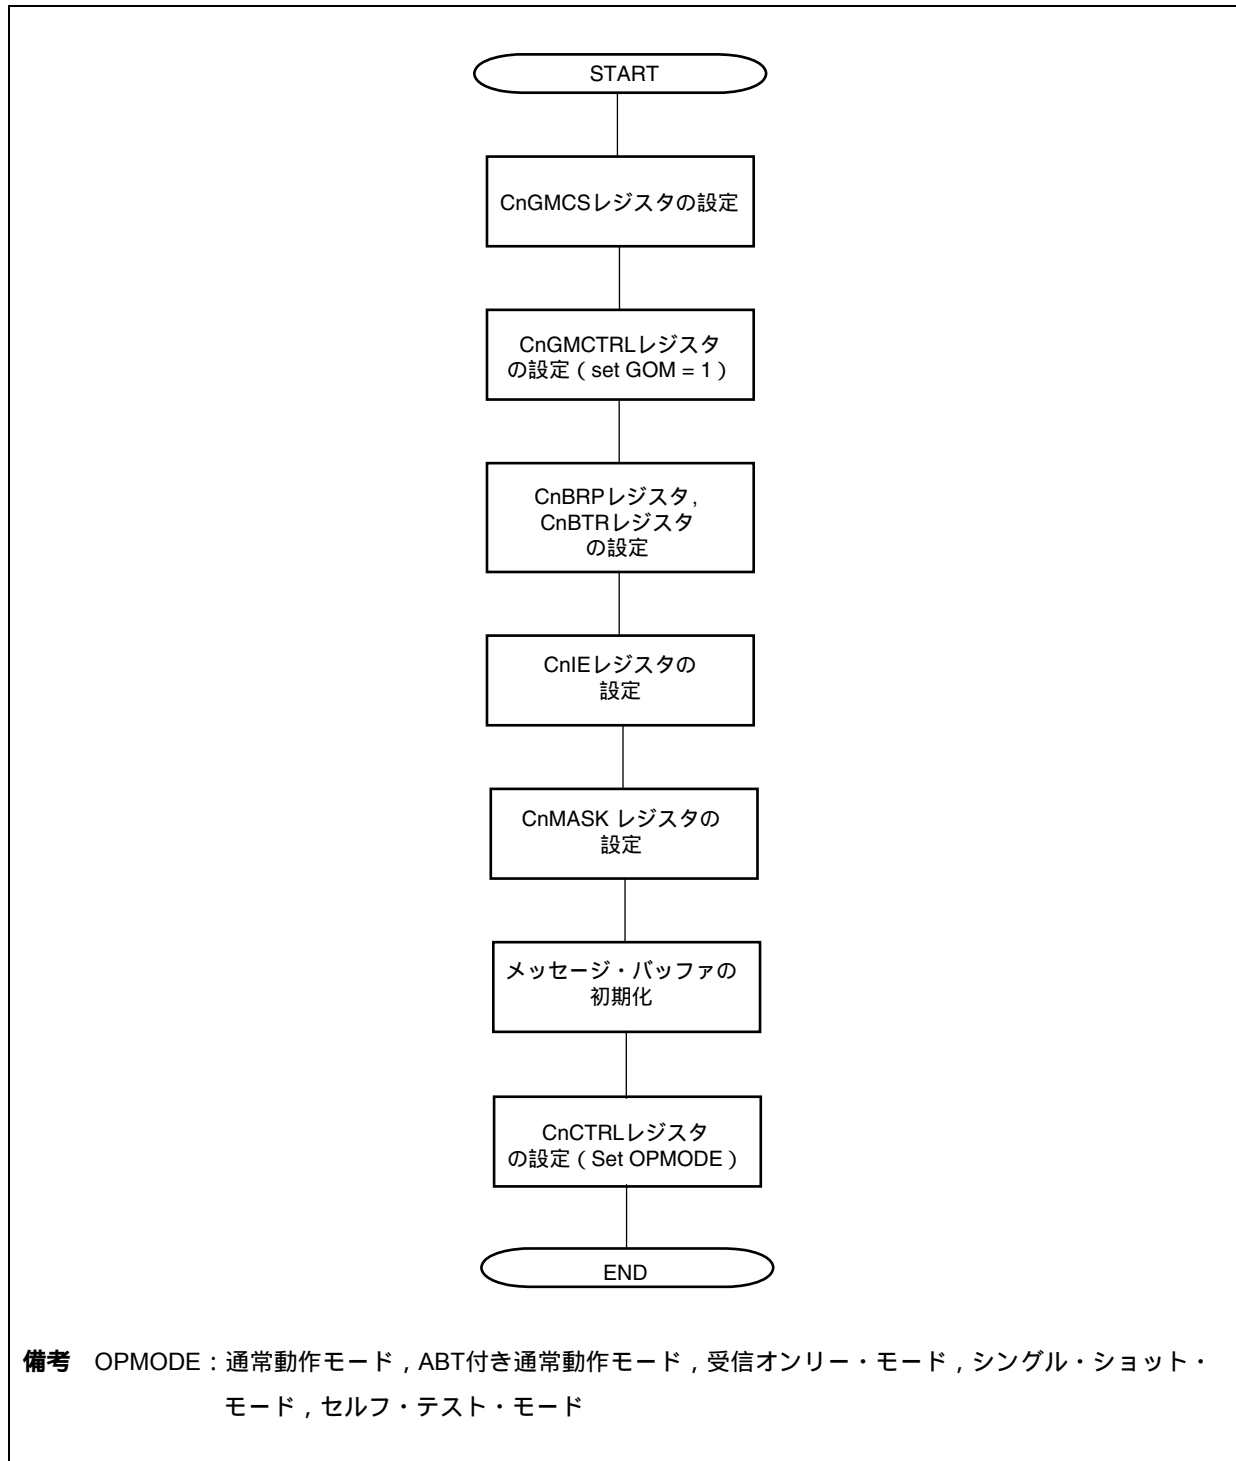 START
CnGMCSレジスタの設定
CnGMCTRLレジスタ
の設定（set GOM = 1）
CnBRPレジスタ，
CnBTRレジスタ
の設定
CnIEレジスタの
設定
CnMASK レジスタの
設定
メッセージ・バッファの
初期化
CnCTRLレジスタ
の設定（Set OPMODE）
END
備考 OPMODE：通常動作モード，ABT付き通常動作モード，受信オンリー・モード，シングル・ショット・
モード，セルフ・テスト・モード